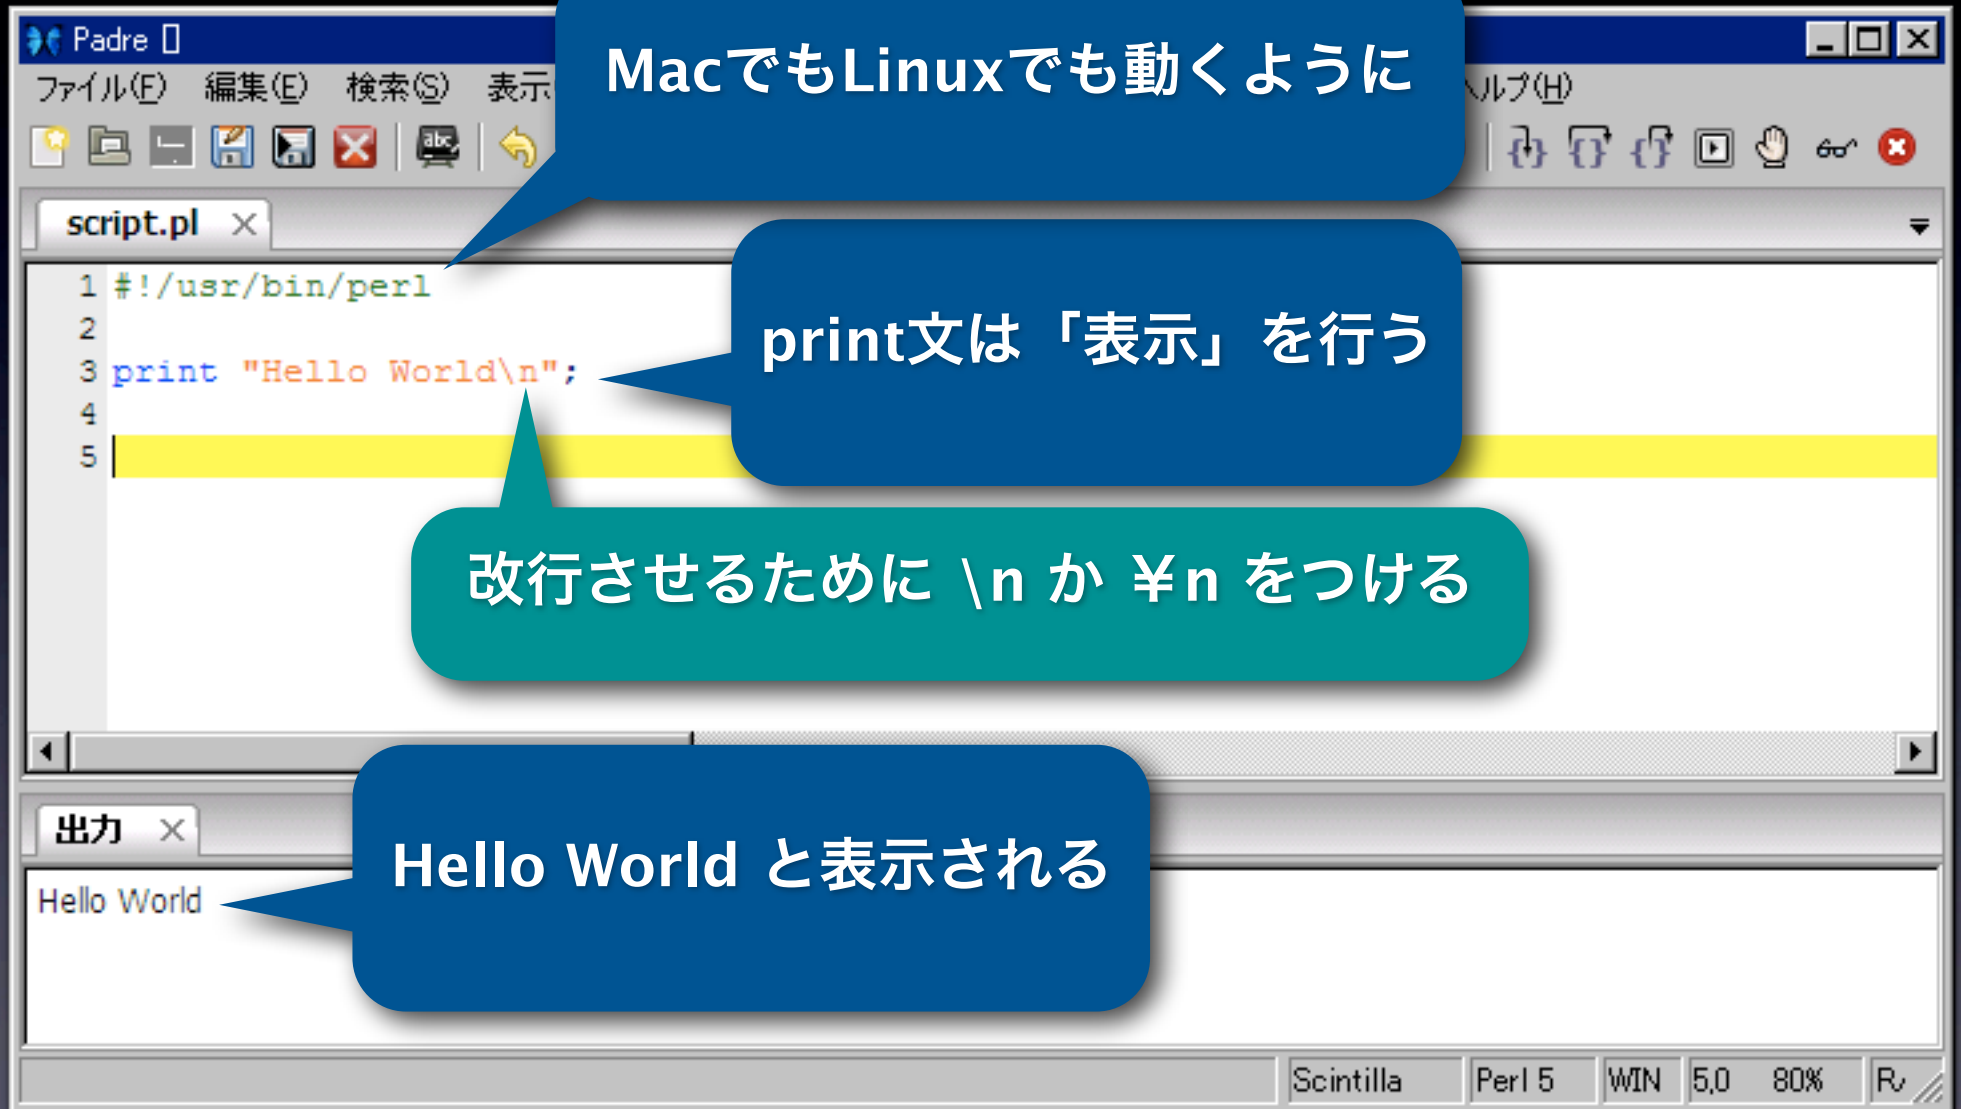 Padre []
MacでもLinuxでも動くように
ファイル(F) 編集(E) 検索(S) 表示 ヘルプ(H)
script.pl
1 #!/usr/bin/perl
2
3 print "Hello World\n";
4
5
print文は「表示」を行う
改行させるために \n か ￥n をつける
出力
Hello World と表示される
Hello World
Scintilla Perl 5 WIN 5,0 80%